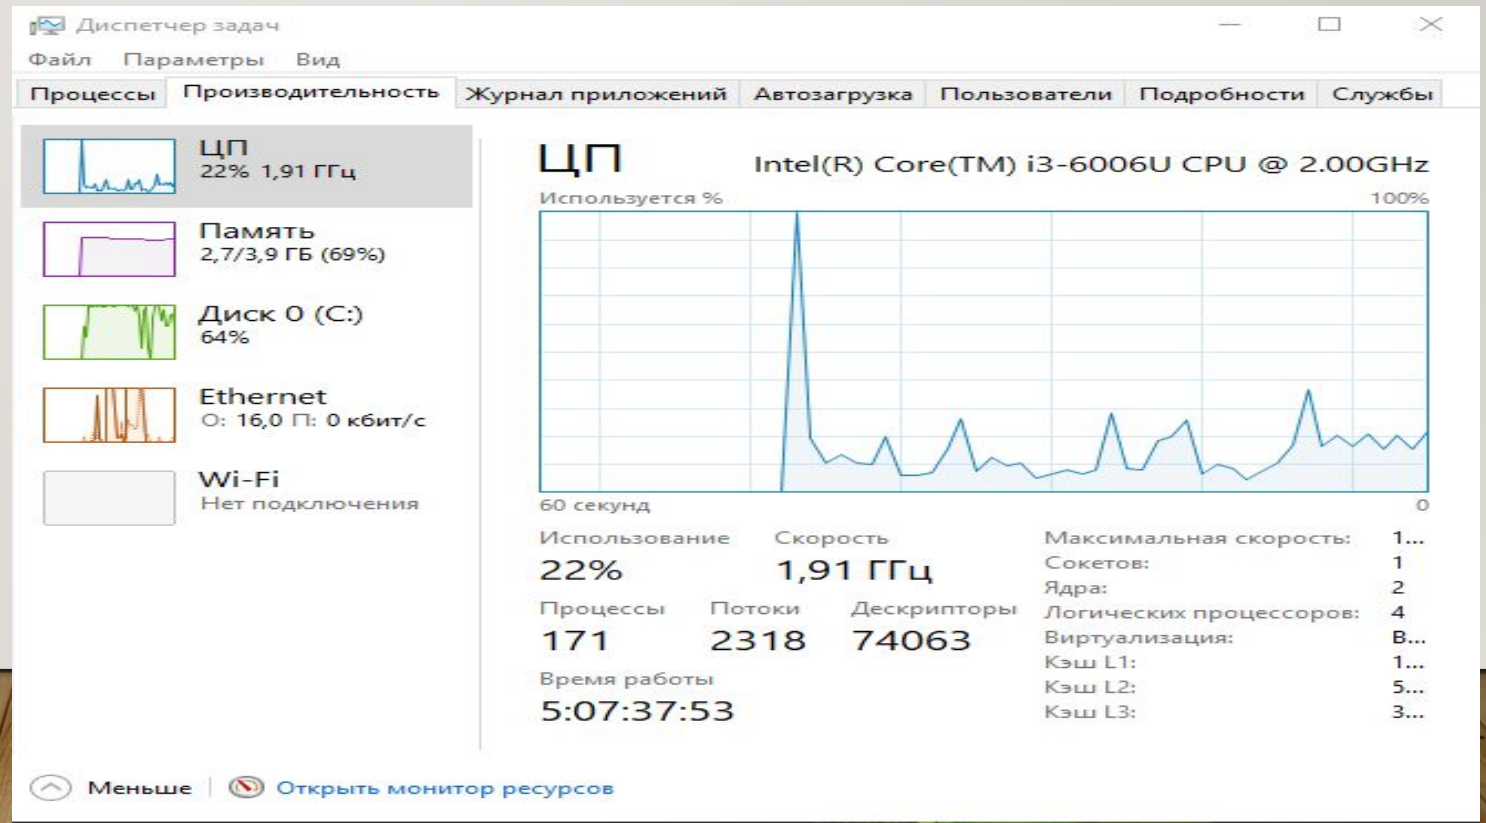 Диспетчер задач
Файл Параметры Вид
Процессы Производительность Журнал приложений Автозагрузка Пользователи Подробности Службы
ЦП
22% 1,91 ГГц
Память
2,7/3,9 ГБ (69%)
Диск 0 (C:)
64%
Ethernet
О: 16,0 П: 0 кбит/с
Wi-Fi
Нет подключения
ЦП Intel(R) Core(TM) i3-6006U CPU @ 2.00GHz
Используется % 100%
60 секунд 0
Использование Скорость
22% 1,91 ГГц
Процессы Потоки Дескрипторы
171 2318 74063
Время работы
5:07:37:53
Максимальная скорость: 1...
Сокетов: 1
Ядра: 2
Логических процессоров: 4
Виртуализация: В...
Кэш L1: 1...
Кэш L2: 5...
Кэш L3: 3...
Меньше Открыть монитор ресурсов